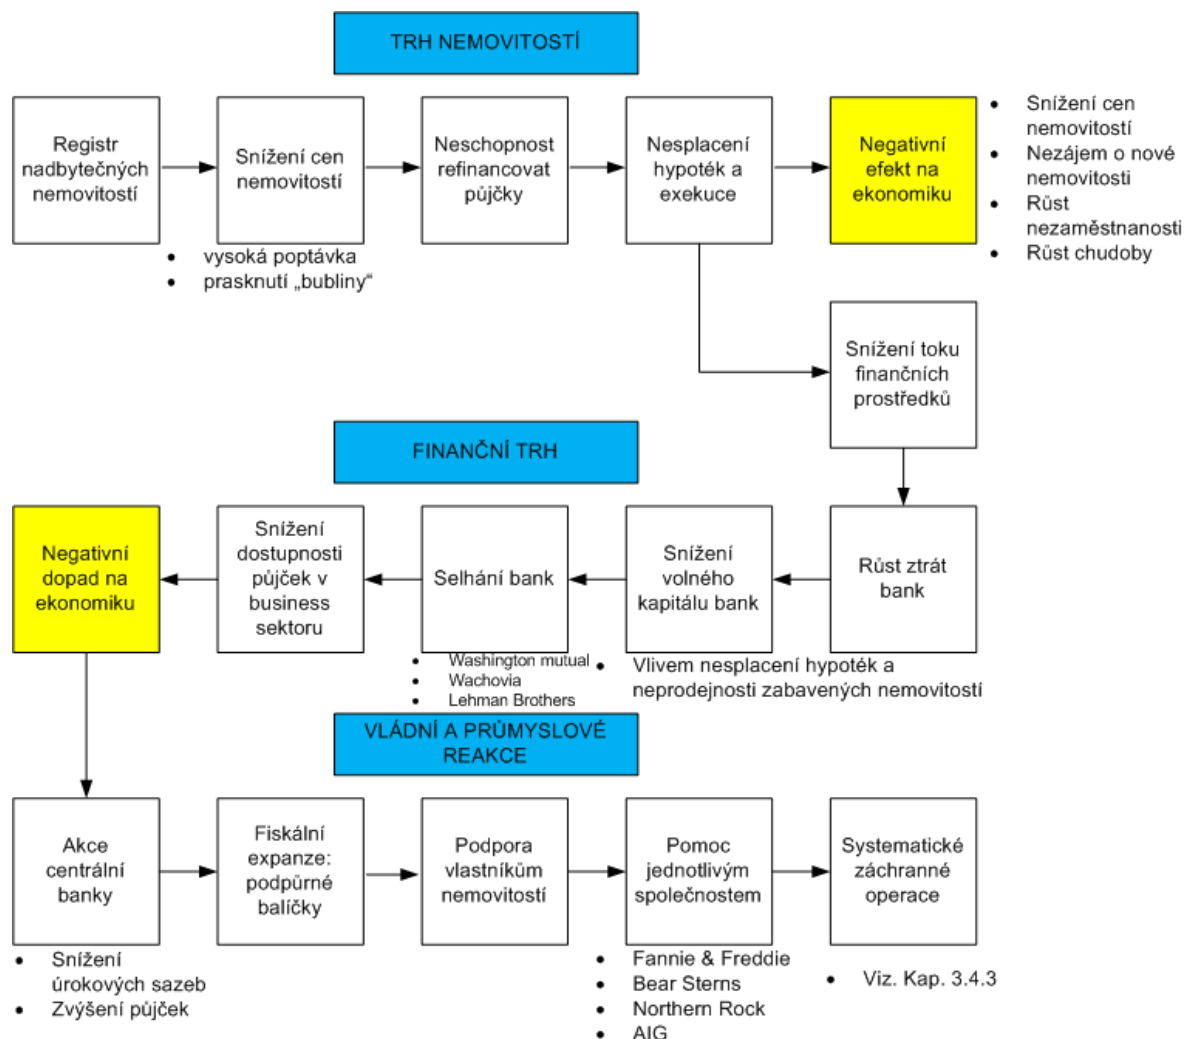 TRH NEMOVITOSTÍ
Registr
nadbytečných
nemovitostí
Snížení cen
nemovitostí
Neschopnost
refinancovat
půjčky
Nesplacení
hypoték a
exekuce
Negativní
efekt na
ekonomiku
• Snížení cen
nemovitostí
• Nezájem o nové
nemovitosti
• Růst
nezaměstnanosti
• Růst chudoby
• vysoká poptávka
• prasknutí „bubliny“
Snížení toku
finančních
prostředků
FINANČNÍ TRH
Negativní
dopad na
ekonomiku
Snížení
dostupnosti
půjček v
business
sektoru
Selhání bank
Snížení
volného
kapitálu bank
Růst ztrát
bank
• Washington mutual
• Wachovia
• Lehman Brothers
• Vlivem nesplacení hypoték a
neprodejnosti zabavených nemovitostí
VLÁDNÍ A PRŮMYSLOVÉ
REAKCE
Akce
centrální
banky
Fiskální
expanze:
podpůrné
balíčky
Podpora
vlastníkům
nemovitostí
Pomoc
jednotlivým
společnostem
Systematické
záchranné
operace
• Snížení
úrokových sazeb
• Zvýšení půjček
• Fannie & Freddie
• Bear Sterns
• Northern Rock
• AIG
• Viz. Kap. 3.4.3